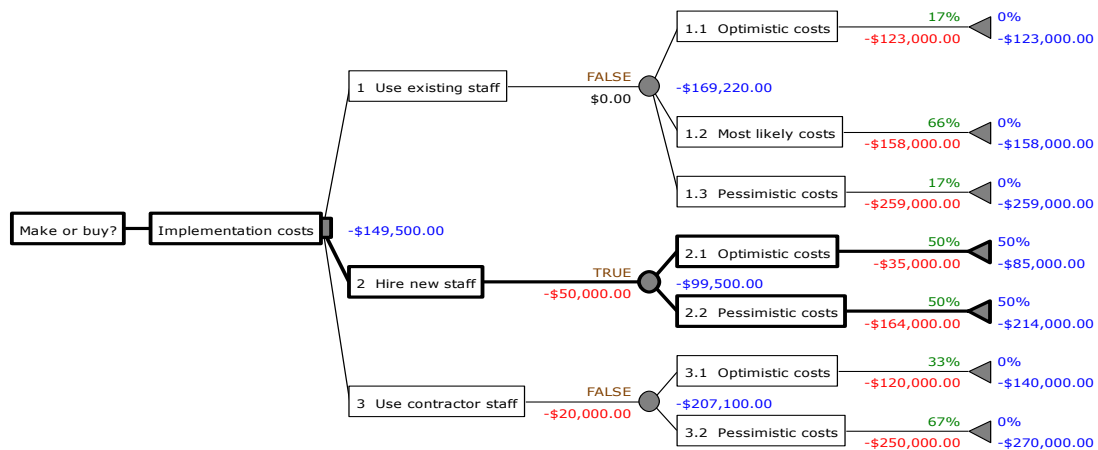 Make or buy?
Implementation costs
-$149,500.00
1 Use existing staff
FALSE
$0.00
-$169,220.00
1.1 Optimistic costs
17%
-$123,000.00
0%
-$123,000.00
1.2 Most likely costs
66%
-$158,000.00
0%
-$158,000.00
1.3 Pessimistic costs
17%
-$259,000.00
0%
-$259,000.00
2 Hire new staff
TRUE
-$50,000.00
-$99,500.00
2.1 Optimistic costs
50%
-$35,000.00
50%
-$85,000.00
2.2 Pessimistic costs
50%
-$164,000.00
50%
-$214,000.00
3 Use contractor staff
FALSE
-$20,000.00
-$207,100.00
3.1 Optimistic costs
33%
-$120,000.00
0%
-$140,000.00
3.2 Pessimistic costs
67%
-$250,000.00
0%
-$270,000.00